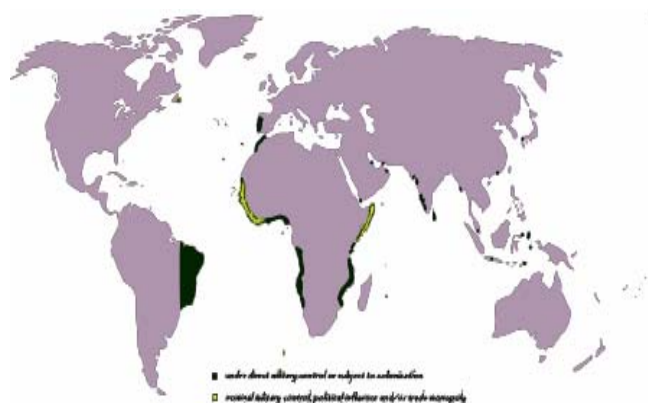 under direct military control or subject to colonization
nominal military control, political influence and/or trade monopoly